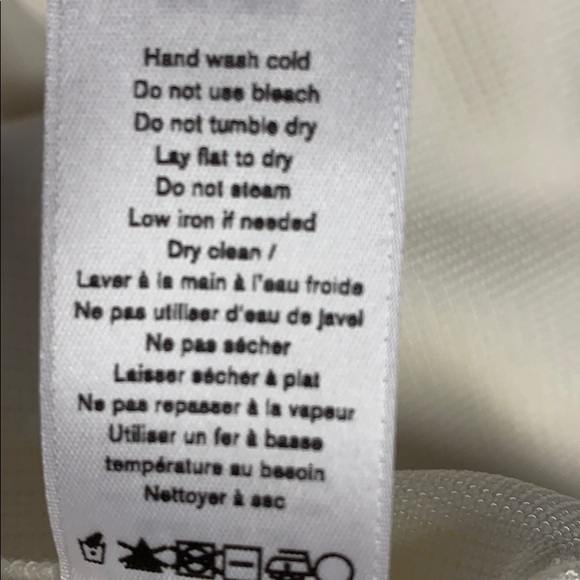 Hand wash cold
Do not use bleach
Do not tumble dry
Lay flat to dry
Do not steam
Low iron if needed
Dry clean /
Laver à la main à l'eau froide
Ne pas utiliser d'eau de Javel
Ne pas sécher
Laisser sécher à plat
Ne pas repasser à la vapeur
Utiliser un fer à basse
température au besoin
Nettoyer à sec